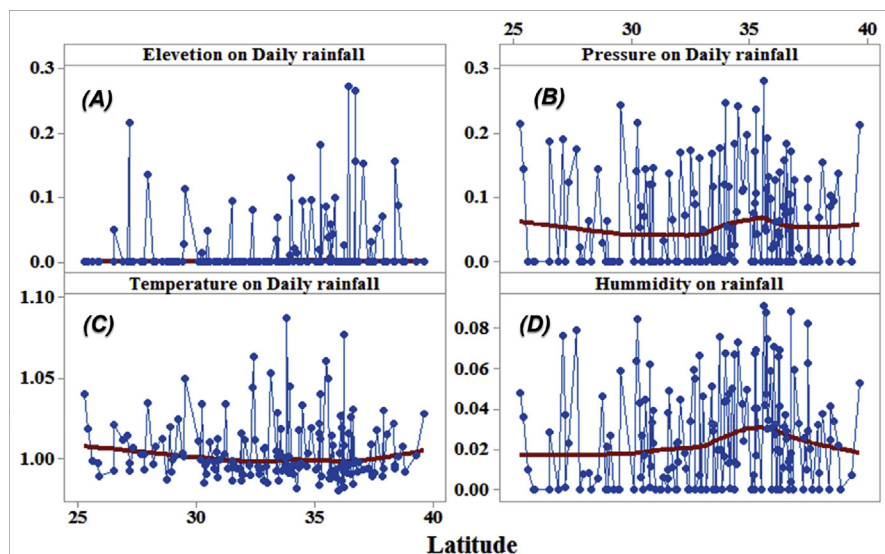 25 30 35 40
Elevetion on Daily rainfall
Pressure on Daily rainfall
0.3
(A)
0.2
0.1
0.0
0.3
(B)
0.2
0.1
0.0
Temperature on Daily rainfall
Hummidity on rainfall
1.10
(C)
1.05
1.00
(D)
0.08
0.06
0.04
0.02
0.00
25 30 35 40
Latitude